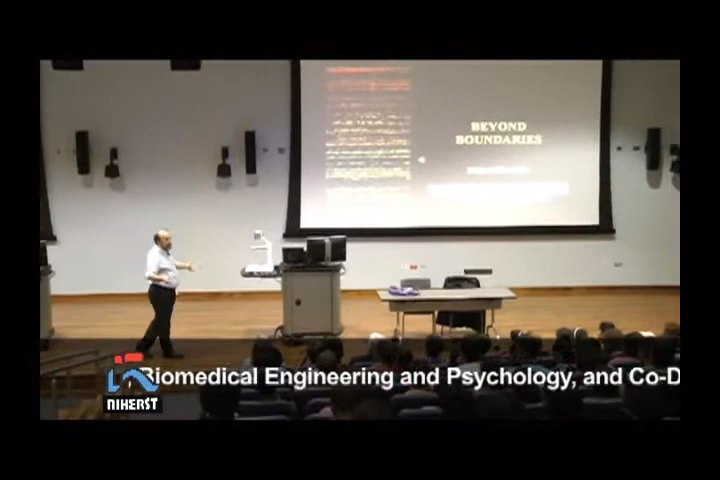 BEYOND
BOUNDARIES
Biomedical Engineering and Psychology, and Co-D
NIHERST